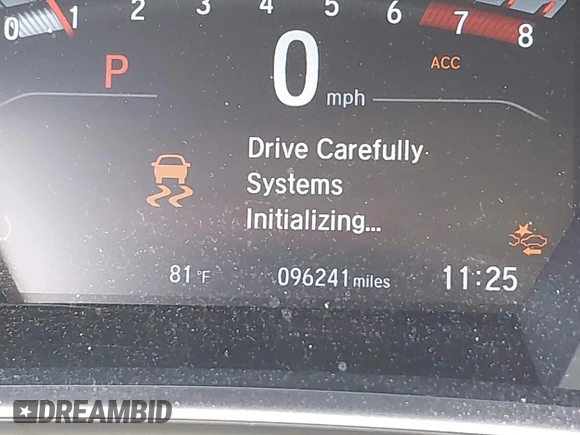 0 1 2 3 4 5 6 7 8
P 0 mph ACC
Drive Carefully
Systems
Initializing...
81°F 096241 miles 11:25
DREAMBID